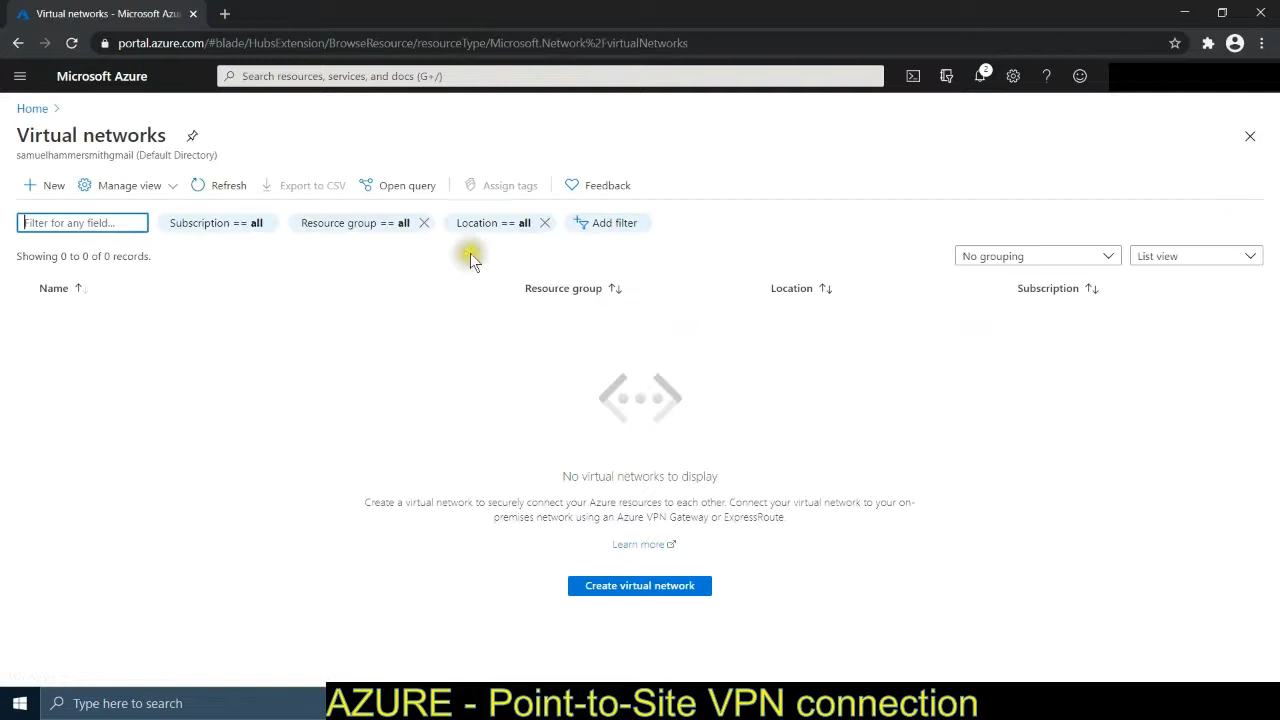 Virtual networks - Microsoft Azu
portal.azure.com/#blade/HubsExtension/BrowseResource/resourceType/Microsoft.Network%2FvirtualNetworks
Microsoft Azure
Search resources, services, and docs (G+/)
2
Home
Virtual networks
samuelhammersmithgmail (Default Directory)
New
Manage view
Refresh
Export to CSV
Open query
Assign tags
Feedback
Filter for any field...
Subscription == all
Resource group == all
Location == all
Add filter
Showing 0 to 0 of 0 records.
No grouping
List view
Name
Resource group
Location
Subscription
No virtual networks to display
Create a virtual network to securely connect your Azure resources to each other. Connect your virtual network to your on-
premises network using an Azure VPN Gateway or ExpressRoute.
Learn more
Create virtual network
Type here to search
AZURE - Point-to-Site VPN connection